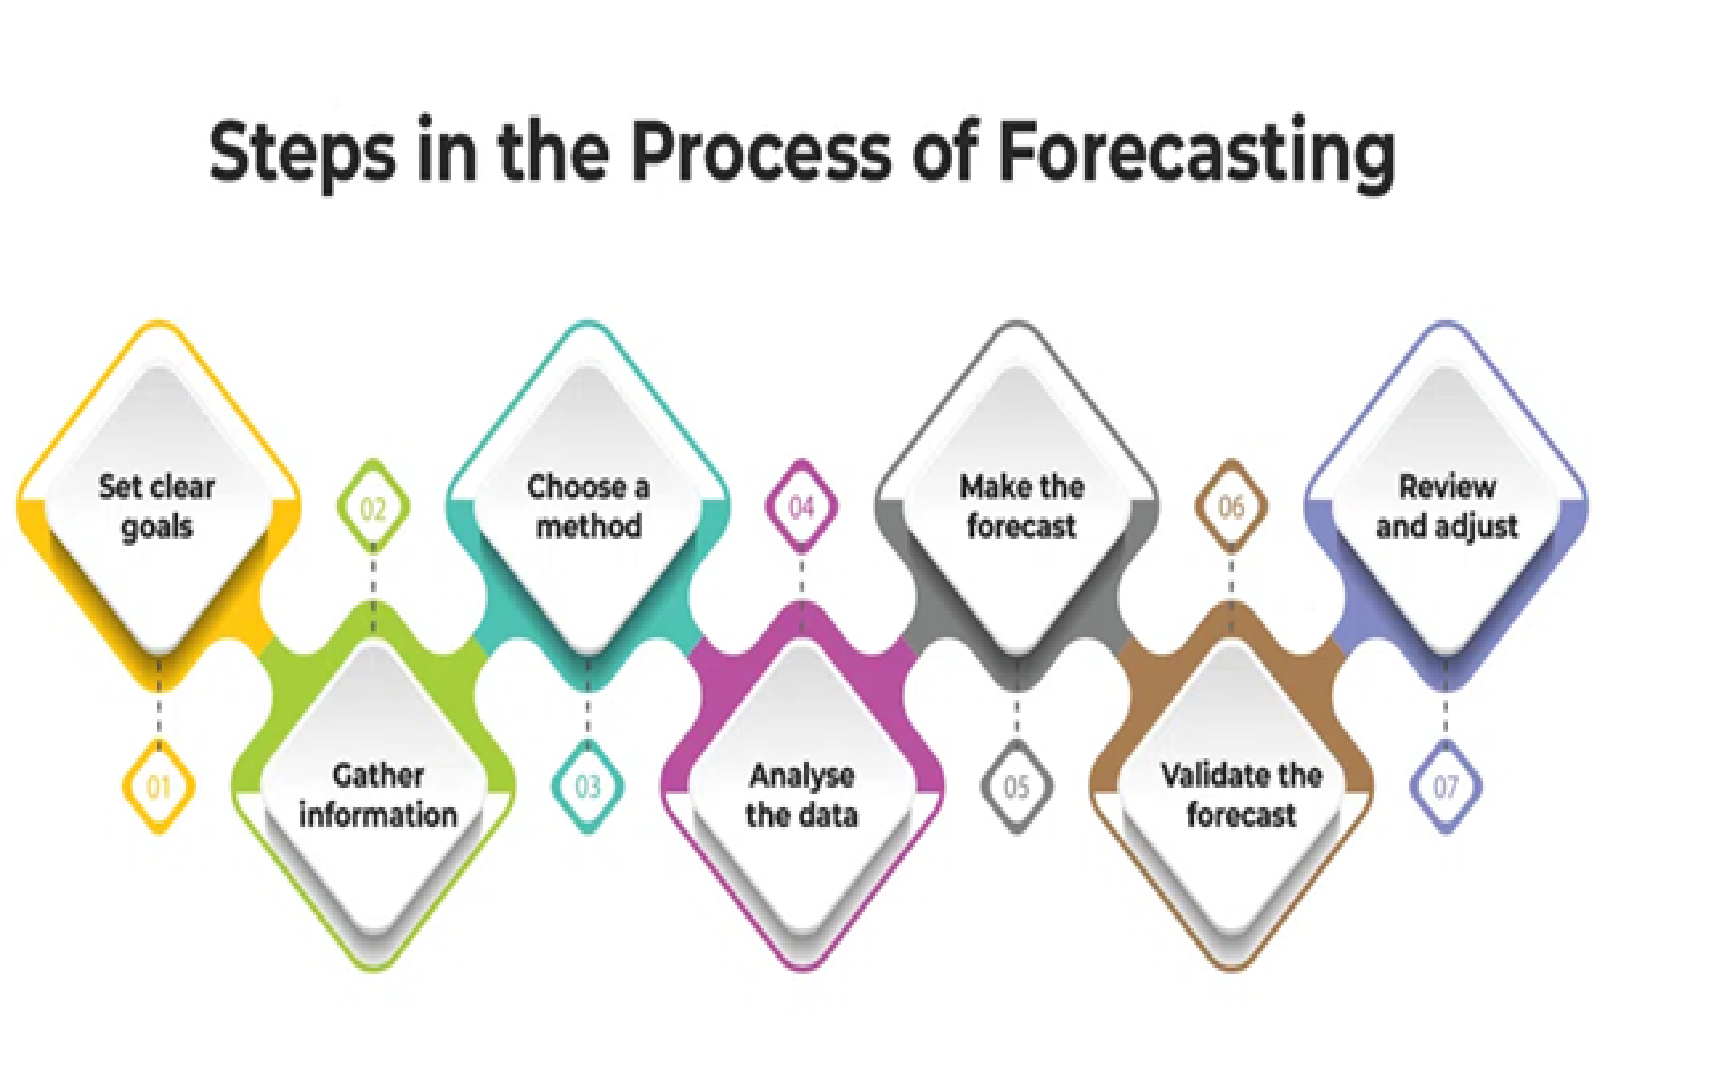 Steps in the Process of Forecasting
Set clear
goals
01
02
Gather
information
Choose a
method
03
04
Analyse
the data
Make the
forecast
05
06
Validate the
forecast
Review
and adjust
07